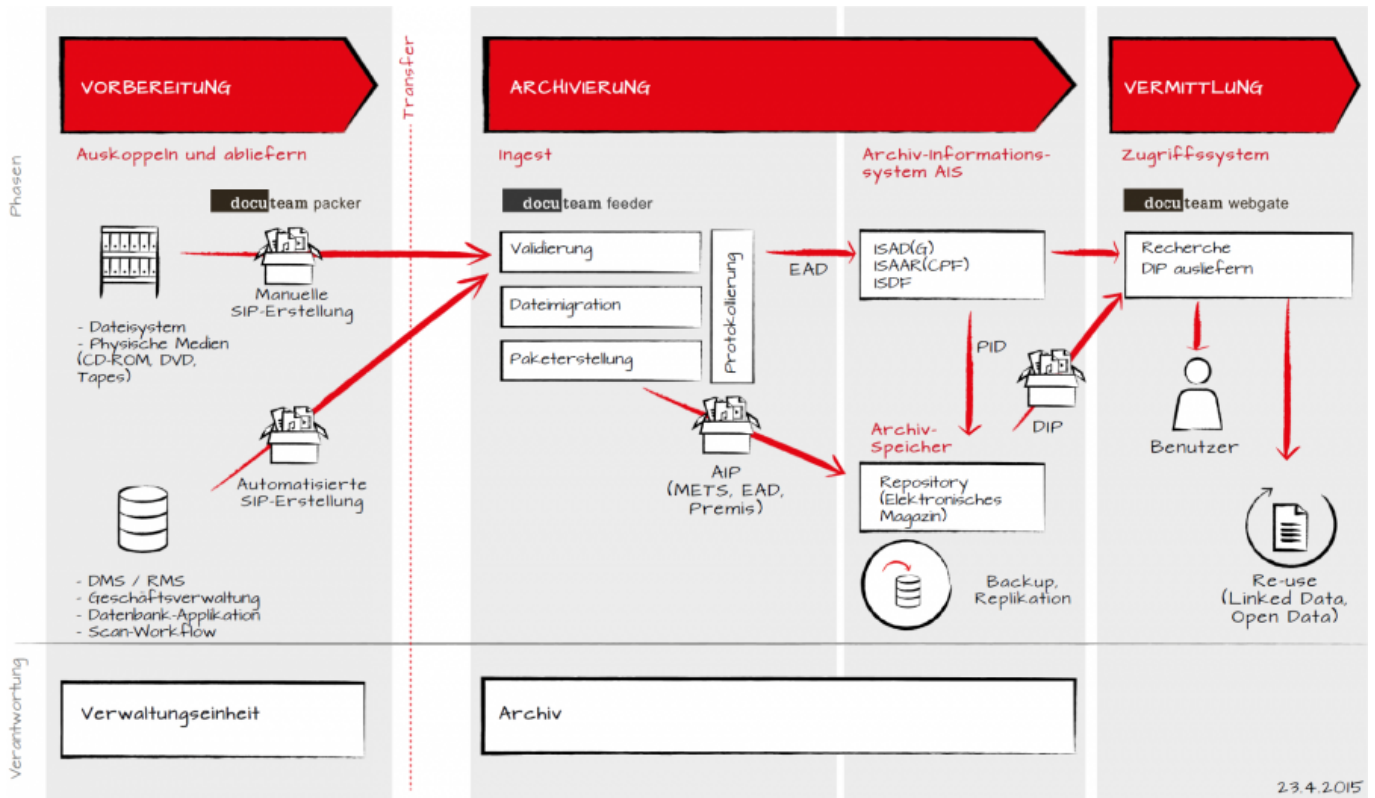 VORBEREITUNG
Transfer
ARCHIVIERUNG
VERMITTLUNG
Phasen
Auskoppeln und abliefern
Ingest
Archiv-Informations-
system AIS
Zugriffssystem
docuteam packer
docuteam feeder
docuteam webgate
Manuelle
SIP-Erstellung
- Dateisystem
- Physische Medien
(CD-ROM, DVD,
Tapes)
Automatisierte
SIP-Erstellung
- DMS / RMS
- Geschäftsverwaltung
- Datenbank-Applikation
- Scan-Workflow
Validierung
Dateimigration
Paketerstellung
Protokollierung
EAD
AIP
(METS, EAD,
Premis)
ISAD(G)
ISAAR(CPF)
ISDF
PID
DIP
Archiv-
Speicher
Repository
(Elektronisches
Magazin)
Backup,
Replikation
Recherche
DIP ausliefern
Benutzer
Re-use
(Linked Data,
Open Data)
Verantwortung
Verwaltungseinheit
Archiv
23.4.2015